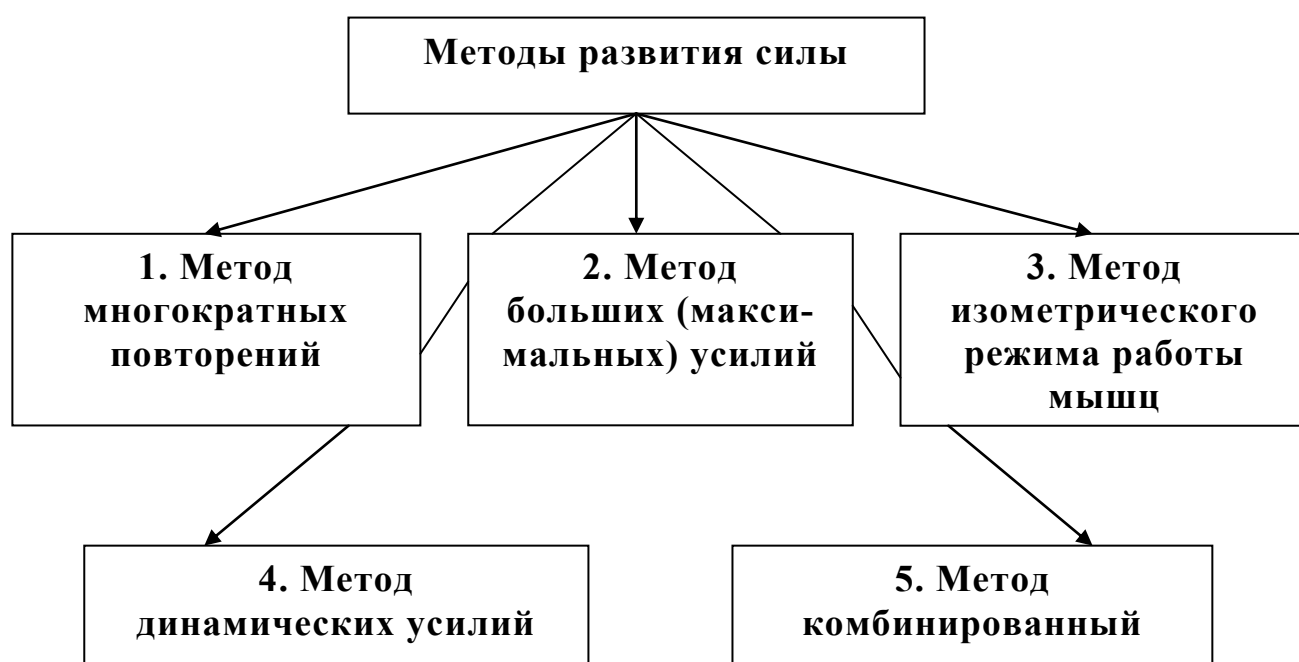 Методы развития силы
1. Метод
многократных
повторений
2. Метод
больших (макси-
мальных) усилий
3. Метод
изометрического
режима работы
мышц
4. Метод
динамических усилий
5. Метод
комбинированный